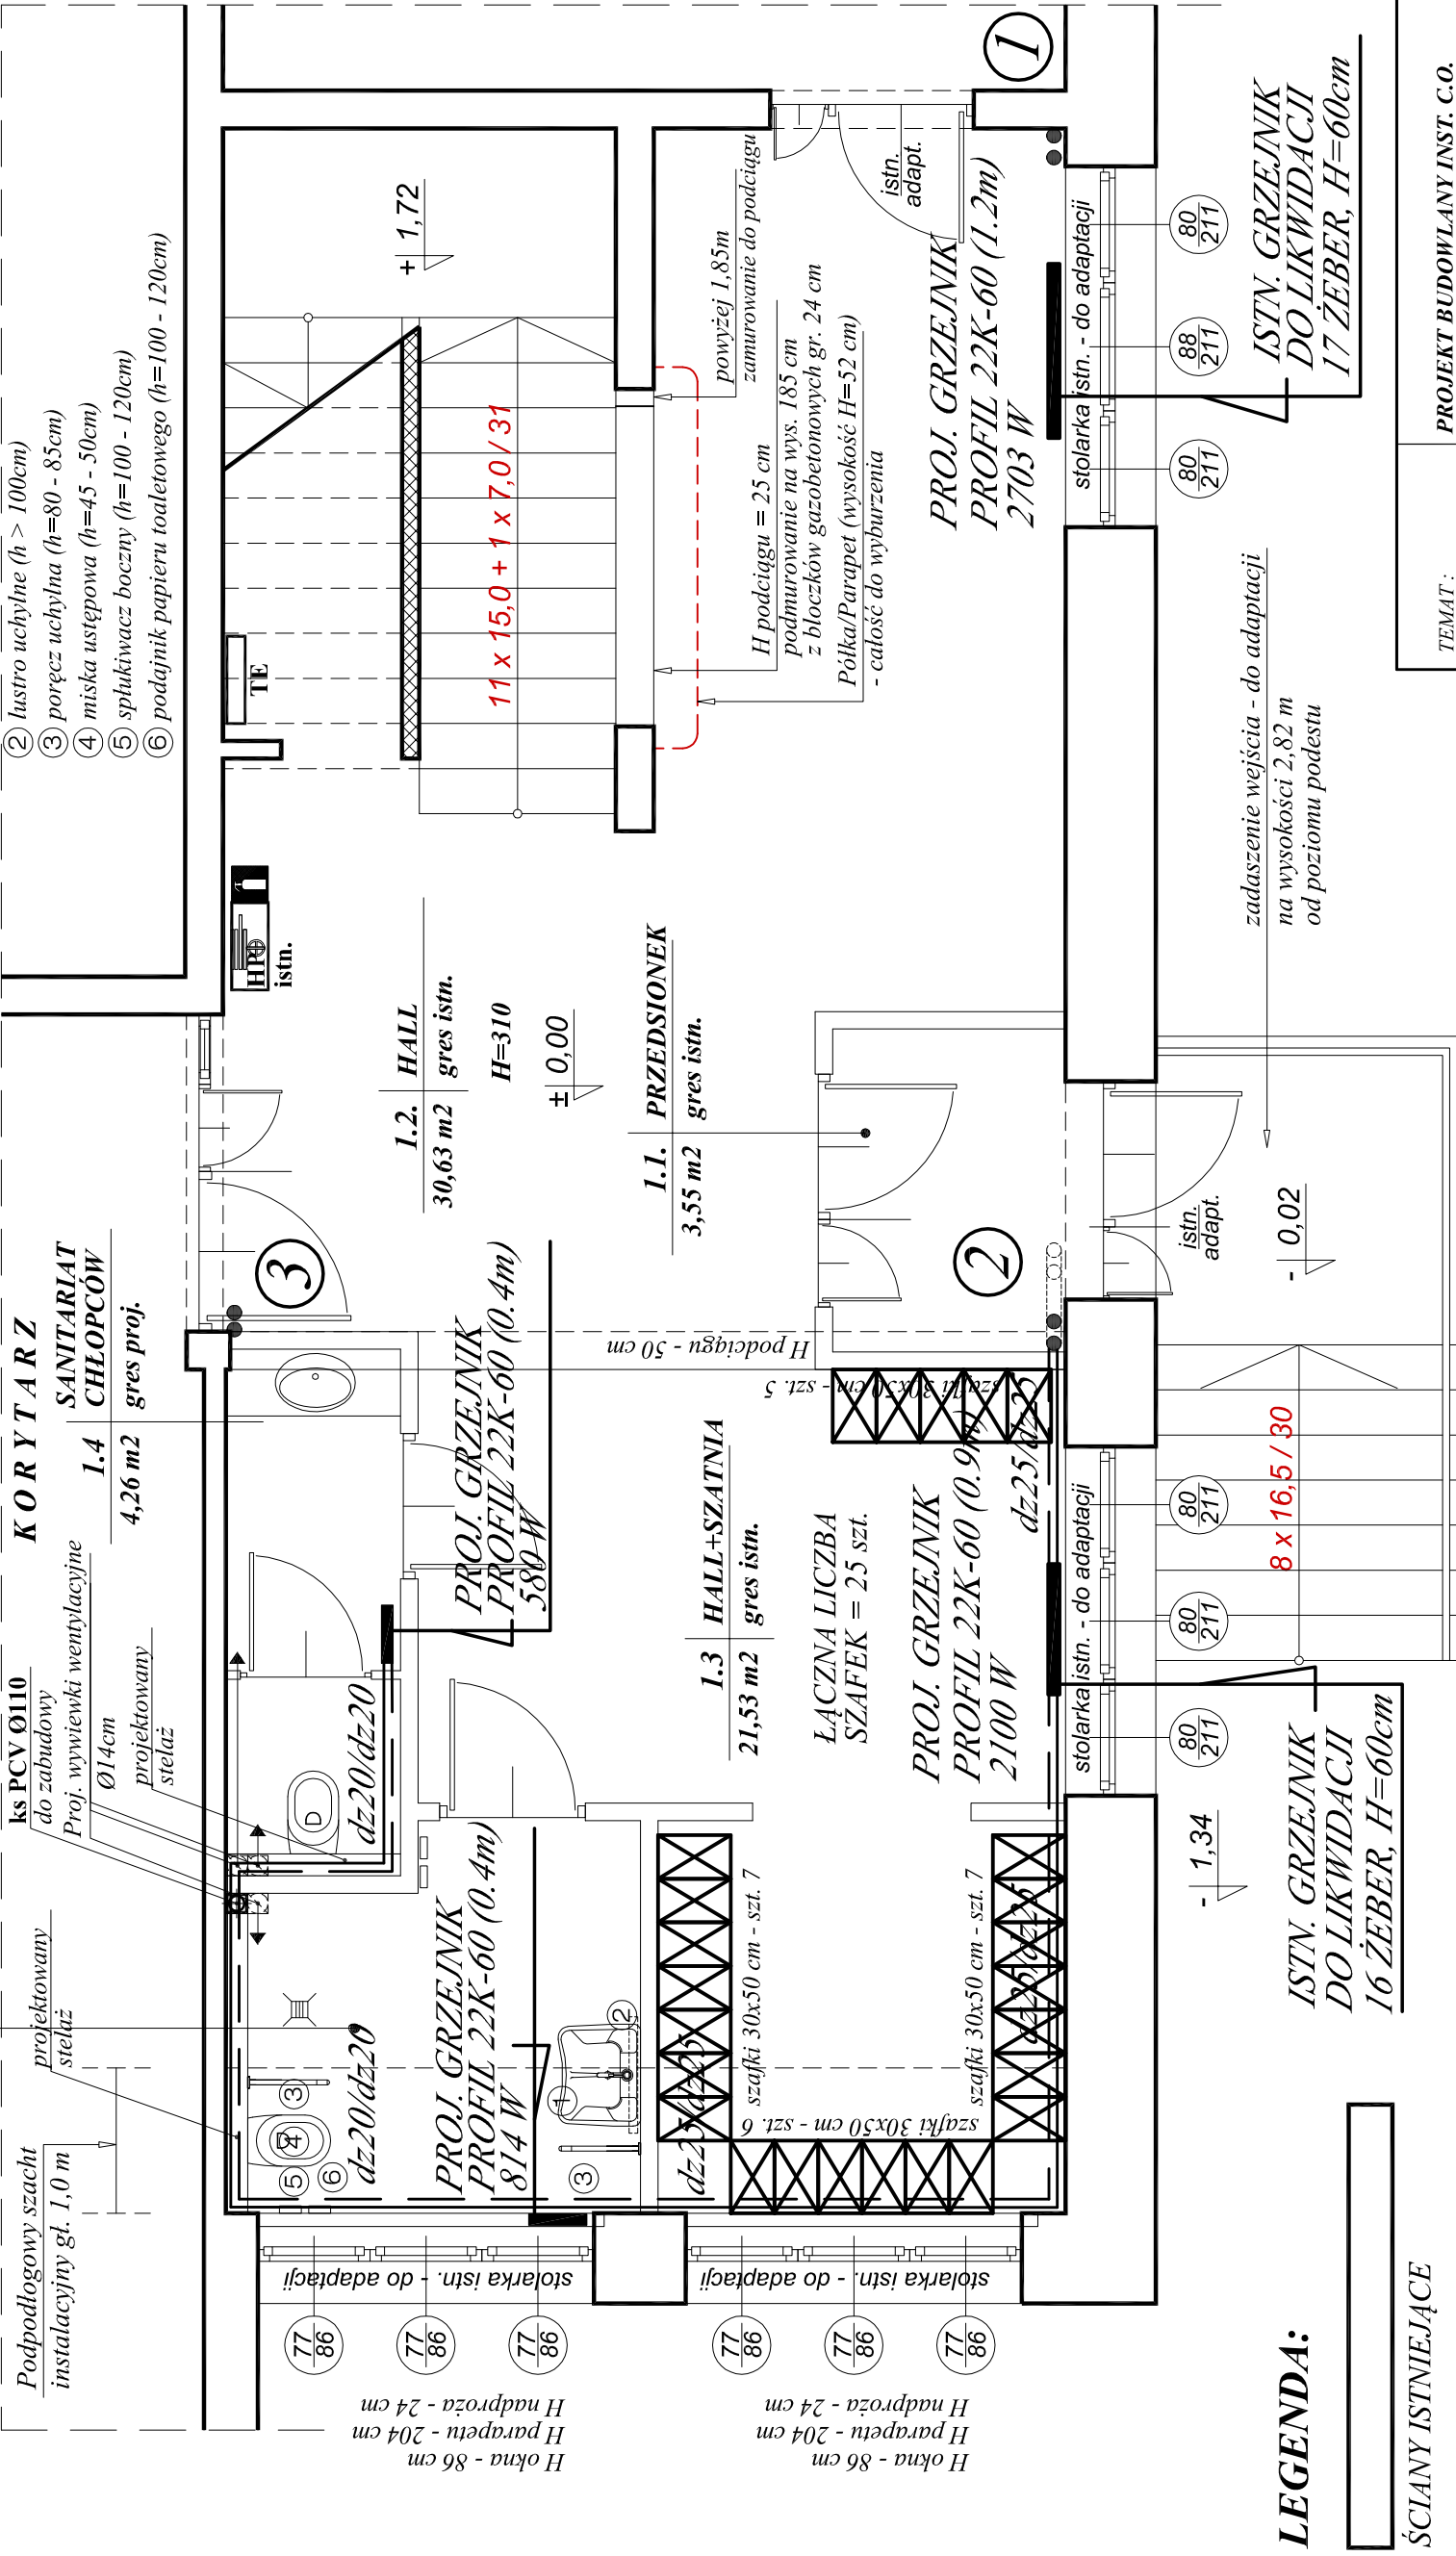 ② lustro uchylne (h > 100cm)
③ poręcz uchylna (h=80 - 85cm)
④ miska ustępowa (h=45 - 50cm)
⑤ spłukiwacz boczny (h=100 - 120cm)
⑥ podajnik papieru toaletowego (h=100 - 120cm)
+ 1,72
TE
11 x 15,0 + 1 x 7,0 / 31
powyżej 1,85m
zamurowanie do podciągu
H podciągu = 25 cm
podmurowanie na wys. 185 cm
z bloczków gazobetonowych gr. 24 cm
Półka/Parapet (wysokość H=52 cm)
- całość do wyburzenia
istn.
adapt.
1
PROJ. GRZEJNIK
PROFIL 22K-60 (1.2m)
2703 W
stolarka istn. - do adaptacji
80
211
88
211
80
211
ISTN. GRZEJNIK
DO LIKWIDACJI
17 ŻEBER, H=60cm
HP
istn.
1.2. HALL
30,63 m2 gres istn.
H=310
± 0,00
1.1. PRZEDSIONEK
3,55 m2 gres istn.
zadaszenie wejścia - do adaptacji
na wysokości 2,82 m
od poziomu podestu
TEMAT :
PROJEKT BUDOWLANY INST. C.O.
KORYTARZ
SANITARIAT
1.4 CHŁOPCÓW
4,26 m2 gres proj.
3
2
istn.
adapt.
- 0,02
H podciągu - 50 cm
szafki 30x50 cm - szt. 5
PROJ. GRZEJNIK
PROFIL 22K-60 (0.4m)
580 W
ks PCV Ø110
do zabudowy
Proj. wywiewki wentylacyjne
Ø14cm
projektowany
stelaż
dz20/dz20
D
1.3 HALL+SZATNIA
21,53 m2 gres istn.
ŁĄCZNA LICZBA
SZAFEK = 25 szt.
PROJ. GRZEJNIK
PROFIL 22K-60 (0.9m)
2100 W
dz25/dz25
stolarka istn. - do adaptacji
80
211
80
211
80
211
8 x 16,5 / 30
- 1,34
ISTN. GRZEJNIK
DO LIKWIDACJI
16 ŻEBER, H=60cm
projektowany
stelaż
Podpodłogowy szacht
instalacyjny gł. 1,0 m
③
④
D
⑤
⑥
dz20/dz20
PROJ. GRZEJNIK
PROFIL 22K-60 (0.4m)
814 W
①
②
③
dz25/dz25
szafki 30x50 cm - szt. 7
szafki 30x50 cm - szt. 6
szafki 30x50 cm - szt. 7
dz25/dz25
stolarka istn. - do adaptacji
stolarka istn. - do adaptacji
77
86
77
86
77
86
77
86
77
86
77
86
H okna - 86 cm
H parapetu - 204 cm
H nadproża - 24 cm
H okna - 86 cm
H parapetu - 204 cm
H nadproża - 24 cm
LEGENDA:
ŚCIANY ISTNIEJĄCE